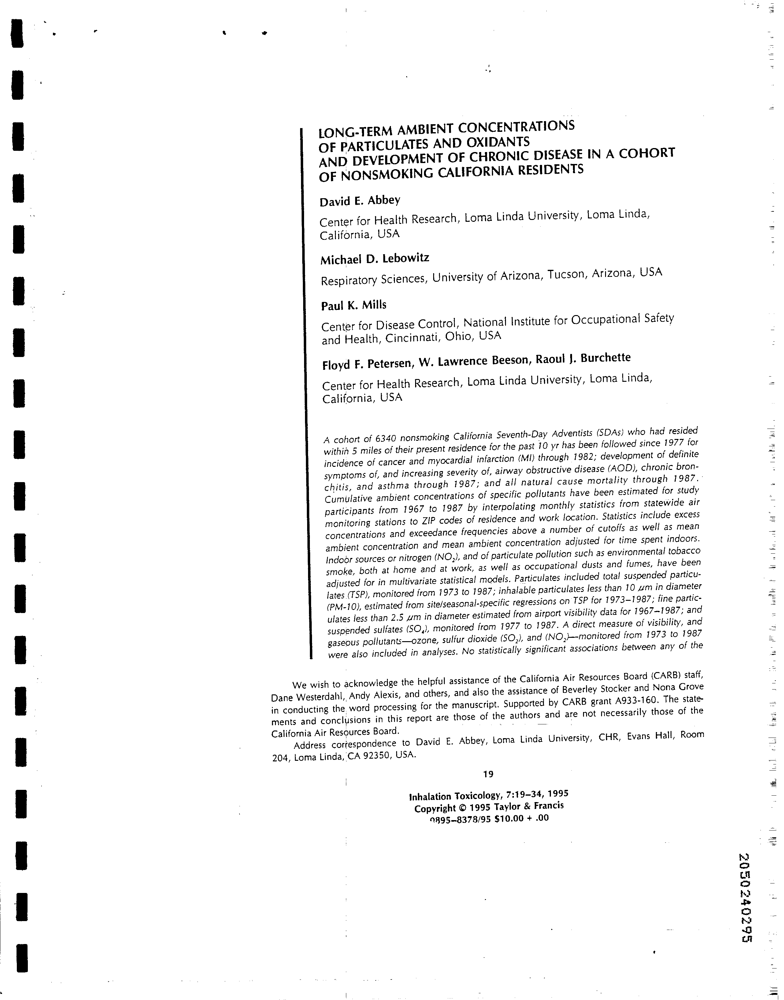 LONG-TERM AMBIENT CONCENTRATIONS
OF PARTICULATES AND OXIDANTS
AND DEVELOPMENT OF CHRONIC DISEASE IN A COHORT
OF NONSMOKING CALIFORNIA RESIDENTS
David E. Abbey
Center for Health Research, Loma Linda University, Loma Linda,
California, USA
Michael D. Lebowitz
Respiratory Sciences, University of Arizona, Tucson, Arizona, USA
Paul K. Mills
Center for Disease Control, National Institute for Occupational Safety
and Health, Cincinnati, Ohio, USA
Floyd F. Petersen, W. Lawrence Beeson, Raoul J. Burchette
Center for Health Research, Loma Linda University, Loma Linda,
California, USA
A cohort of 6340 nonsmoking California Seventh-Day Adventists (SDAs) who had resided
within 5 miles of their present residence for the past 10 yr has been followed since 1977 for
incidence of cancer and myocardial infarction (MI) through 1982; development of definite
symptoms of, and increasing severity of, airway obstructive disease (AOD), chronic bron-
chitis, and asthma through 1987; and all natural cause mortality through 1987.
Cumulative ambient concentrations of specific pollutants have been estimated for study
participants from 1967 to 1987 by interpolating monthly statistics from statewide air
monitoring stations to ZIP codes of residence and work location. Statistics include excess
concentrations and exceedance frequencies above a number of cutoffs as well as mean
ambient concentration and mean ambient concentration adjusted for time spent indoors.
Indoor sources or nitrogen (NO₂), and of particulate pollution such as environmental tobacco
smoke, both at home and at work, as well as occupational dusts and fumes, have been
adjusted for in multivariate statistical models. Particulates included total suspended particu-
lates (TSP), monitored from 1973 to 1987; inhalable particulates less than 10 μm in diameter
(PM-10), estimated from site/seasonal-specific regressions on TSP for 1973–1987; fine partic-
ulates less than 2.5 μm in diameter estimated from airport visibility data for 1967–1987; and
suspended sulfates (SO₄), monitored from 1977 to 1987. A direct measure of visibility, and
gaseous pollutants—ozone, sulfur dioxide (SO₂), and (NO₂)—monitored from 1973 to 1987
were also included in analyses. No statistically significant associations between any of the
We wish to acknowledge the helpful assistance of the California Air Resources Board (CARB) staff,
Dane Westerdahl, Andy Alexis, and others, and also the assistance of Beverley Stocker and Nona Grove
in conducting the word processing for the manuscript. Supported by CARB grant A933-160. The state-
ments and conclusions in this report are those of the authors and are not necessarily those of the
California Air Resources Board.
Address correspondence to David E. Abbey, Loma Linda University, CHR, Evans Hall, Room
204, Loma Linda, CA 92350, USA.
19
Inhalation Toxicology, 7:19–34, 1995
Copyright © 1995 Taylor & Francis
0895–8378/95 $10.00 + .00
2050240295